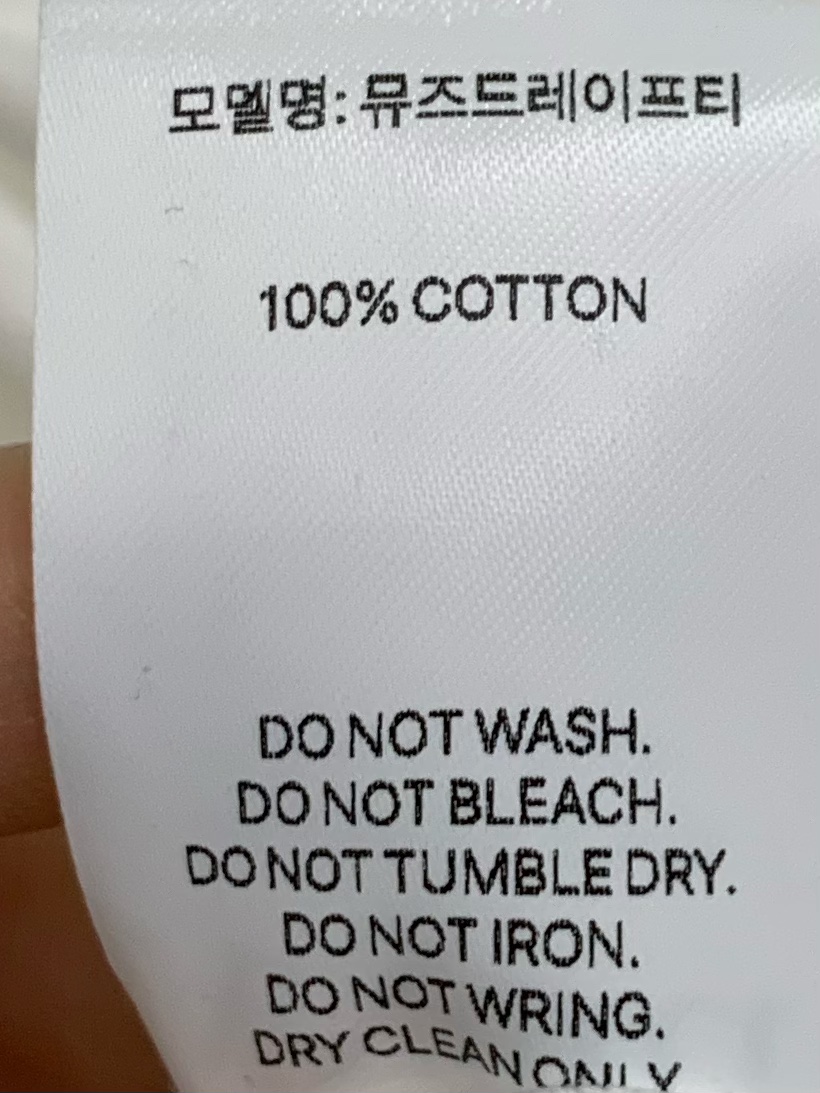 모델명: 뮤즈드레이프티
100% COTTON
DO NOT WASH.
DO NOT BLEACH.
DO NOT TUMBLE DRY.
DO NOT IRON.
DO NOT WRING.
DRY CLEAN ONLY